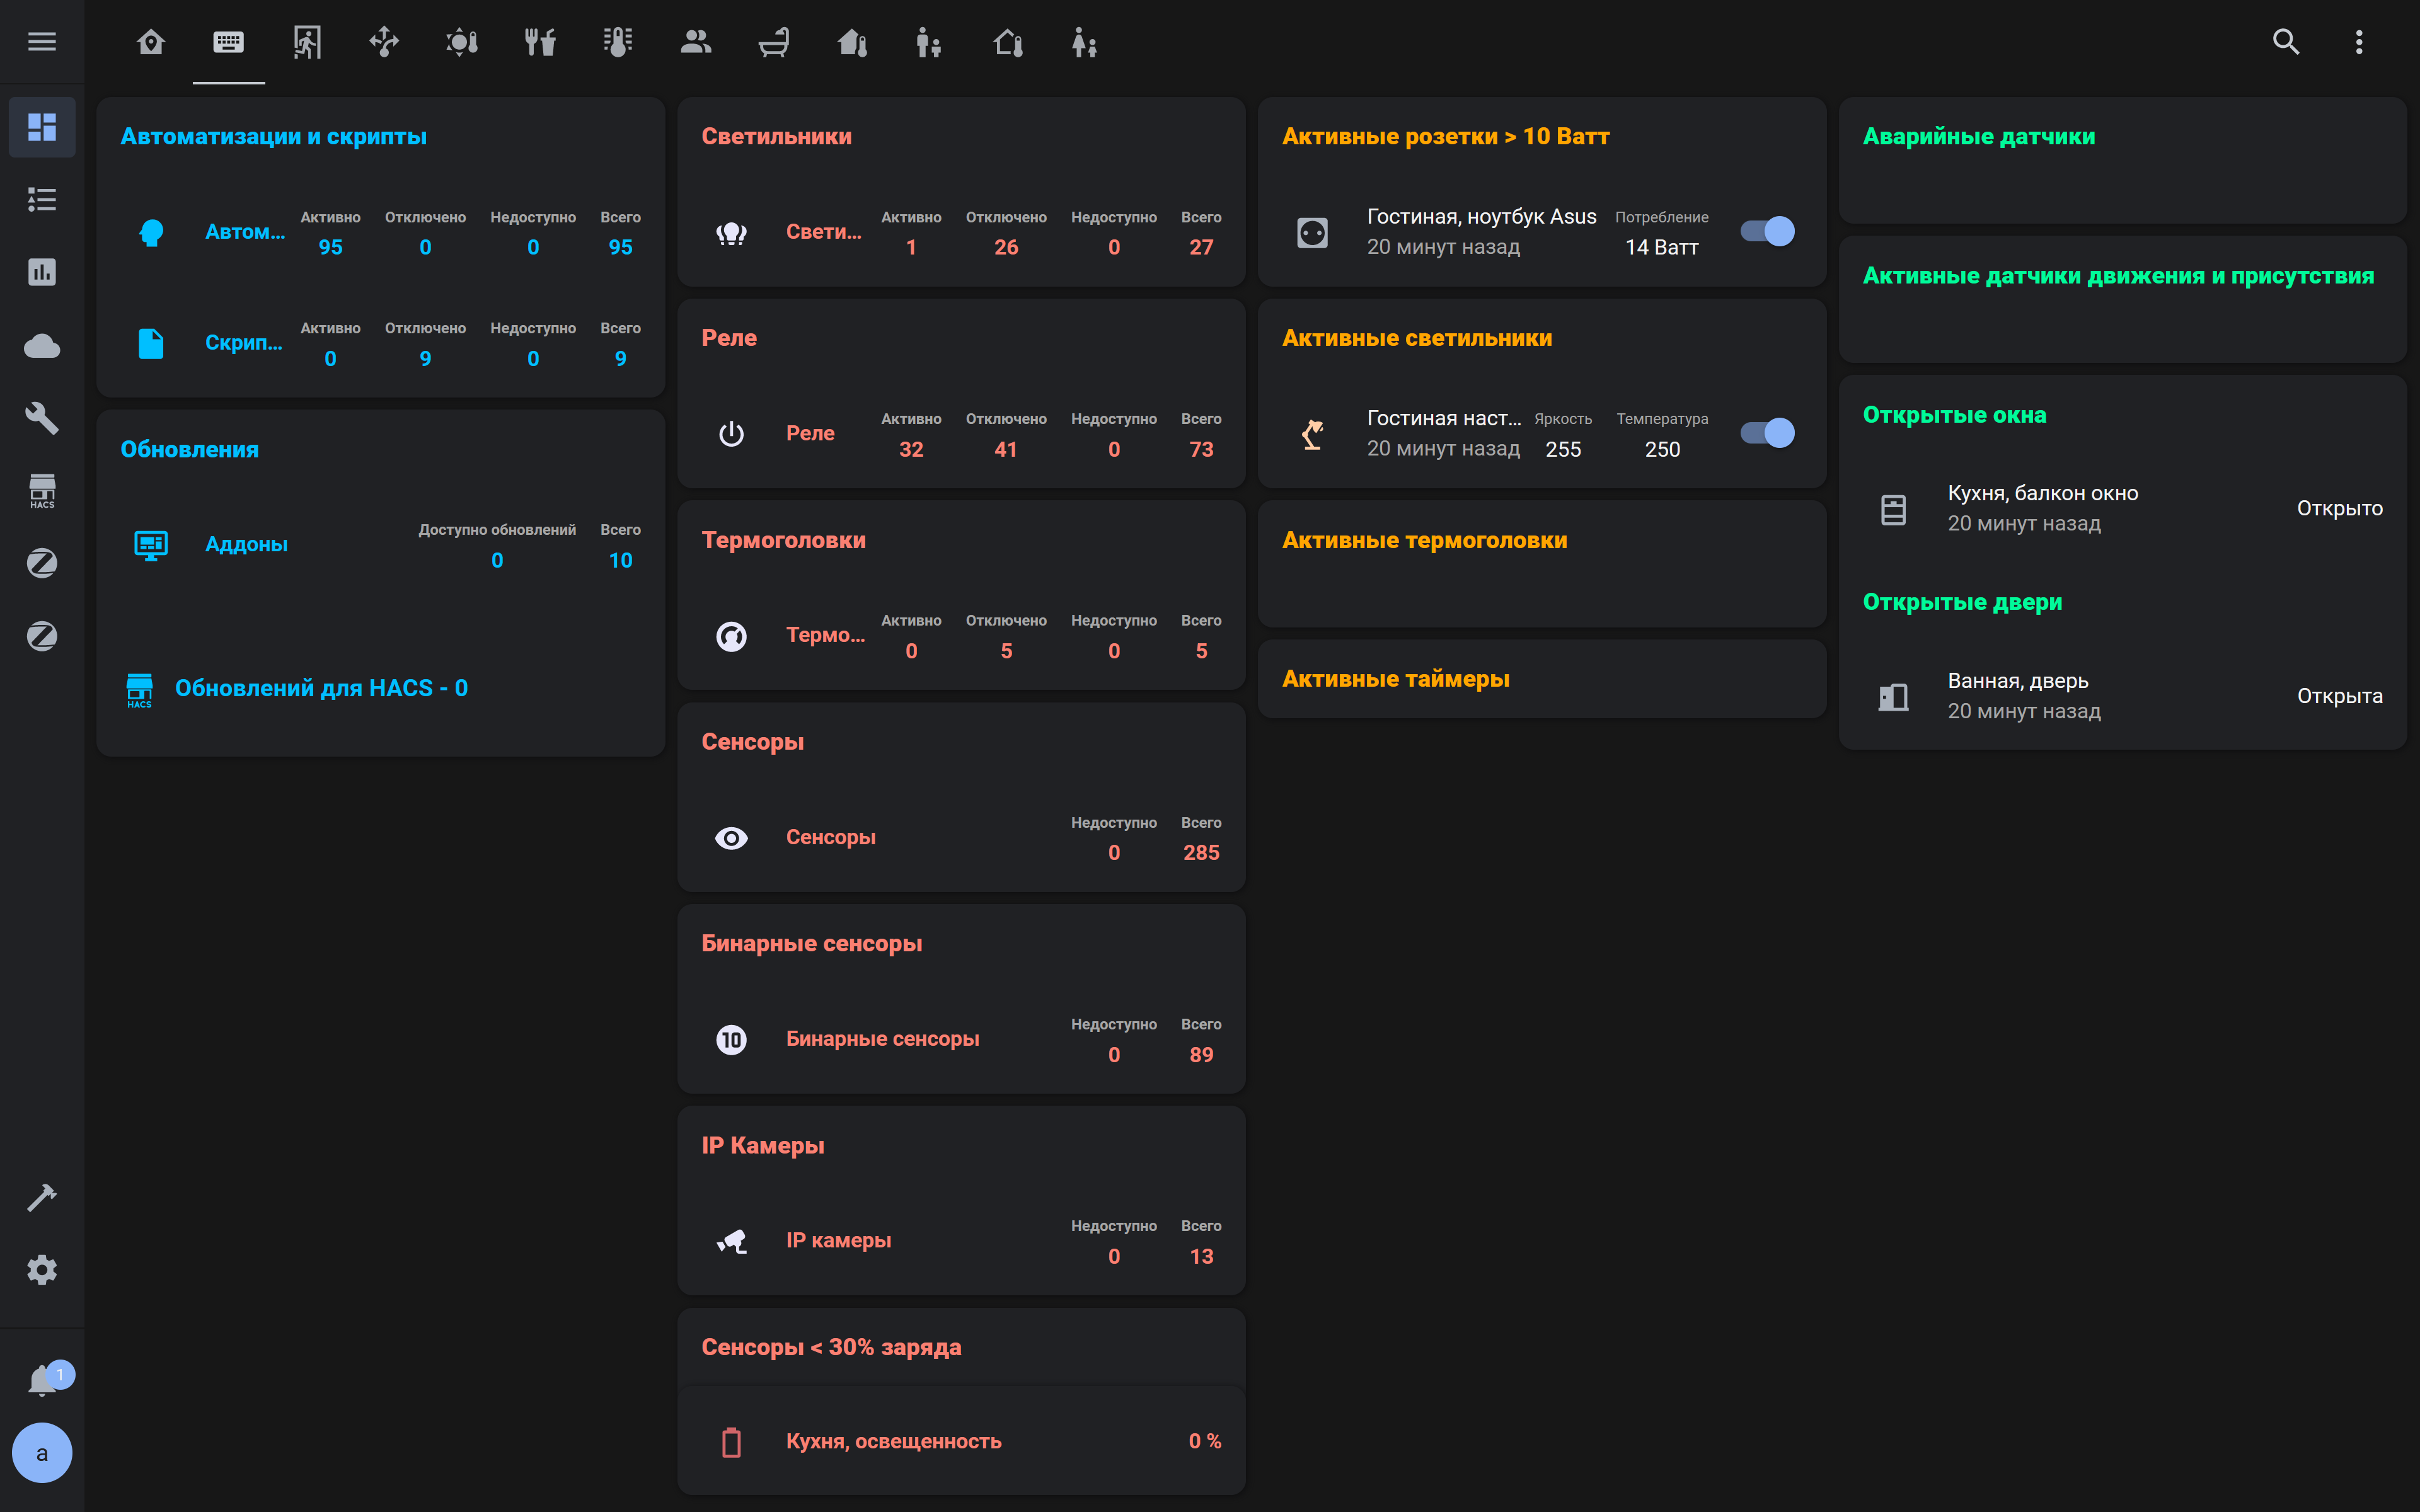 HACS
1
a
Автоматизации и скрипты
Автом... Активно Отключено Недоступно Всего
95 0 0 95
Скрип... Активно Отключено Недоступно Всего
0 9 0 9
Обновления
Аддоны Доступно обновлений Всего
0 10
HACS Обновлений для HACS - 0
Светильники
Свети... Активно Отключено Недоступно Всего
1 26 0 27
Реле
Реле Активно Отключено Недоступно Всего
32 41 0 73
Термоголовки
Термо... Активно Отключено Недоступно Всего
0 5 0 5
Сенсоры
Сенсоры Недоступно Всего
0 285
Бинарные сенсоры
10 Бинарные сенсоры Недоступно Всего
0 89
IP Камеры
IP камеры Недоступно Всего
0 13
Сенсоры < 30% заряда
Кухня, освещенность 0 %
Активные розетки > 10 Ватт
Гостиная, ноутбук Asus Потребление
20 минут назад 14 Ватт
Активные светильники
Гостиная наст... Яркость Температура
20 минут назад 255 250
Активные термоголовки
Активные таймеры
Аварийные датчики
Активные датчики движения и присутствия
Открытые окна
Кухня, балкон окно Открыто
20 минут назад
Открытые двери
Ванная, дверь Открыта
20 минут назад